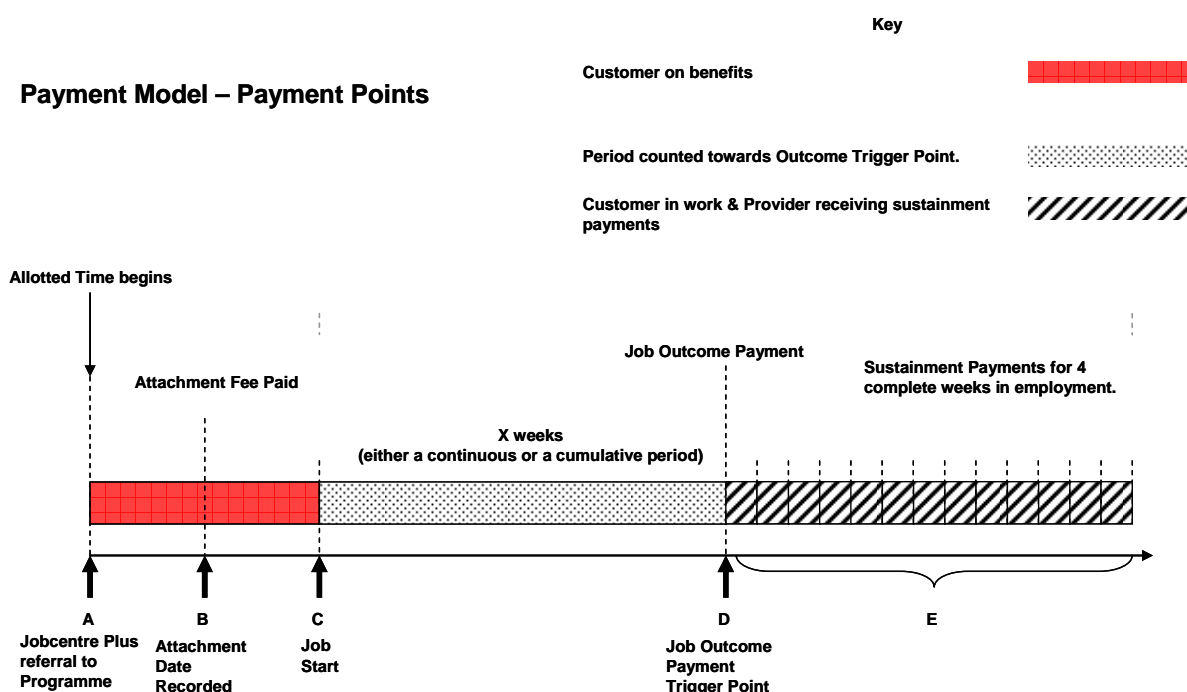 Key
Customer on benefits
Payment Model – Payment Points
Period counted towards Outcome Trigger Point.
Customer in work & Provider receiving sustainment
payments
Allotted Time begins
Job Outcome Payment
Sustainment Payments for 4
complete weeks in employment.
Attachment Fee Paid
X weeks
(either a continuous or a cumulative period)
A
Jobcentre Plus
referral to
Programme
B
Attachment
Date
Recorded
C
Job
Start
D
Job Outcome
Payment
Trigger Point
E